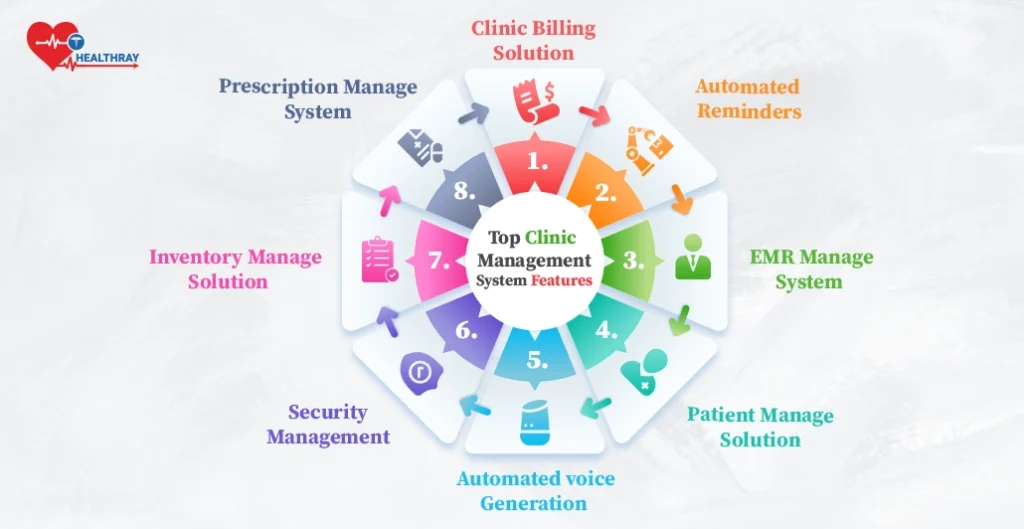 HEALTHRAY
Clinic Billing
Solution
Automated
Reminders
EMR Manage
System
Patient Manage
Solution
Automated voice
Generation
Security
Management
Inventory Manage
Solution
Prescription Manage
System
1.
2.
3.
4.
5.
6.
7.
8.
Top Clinic
Management
System Features